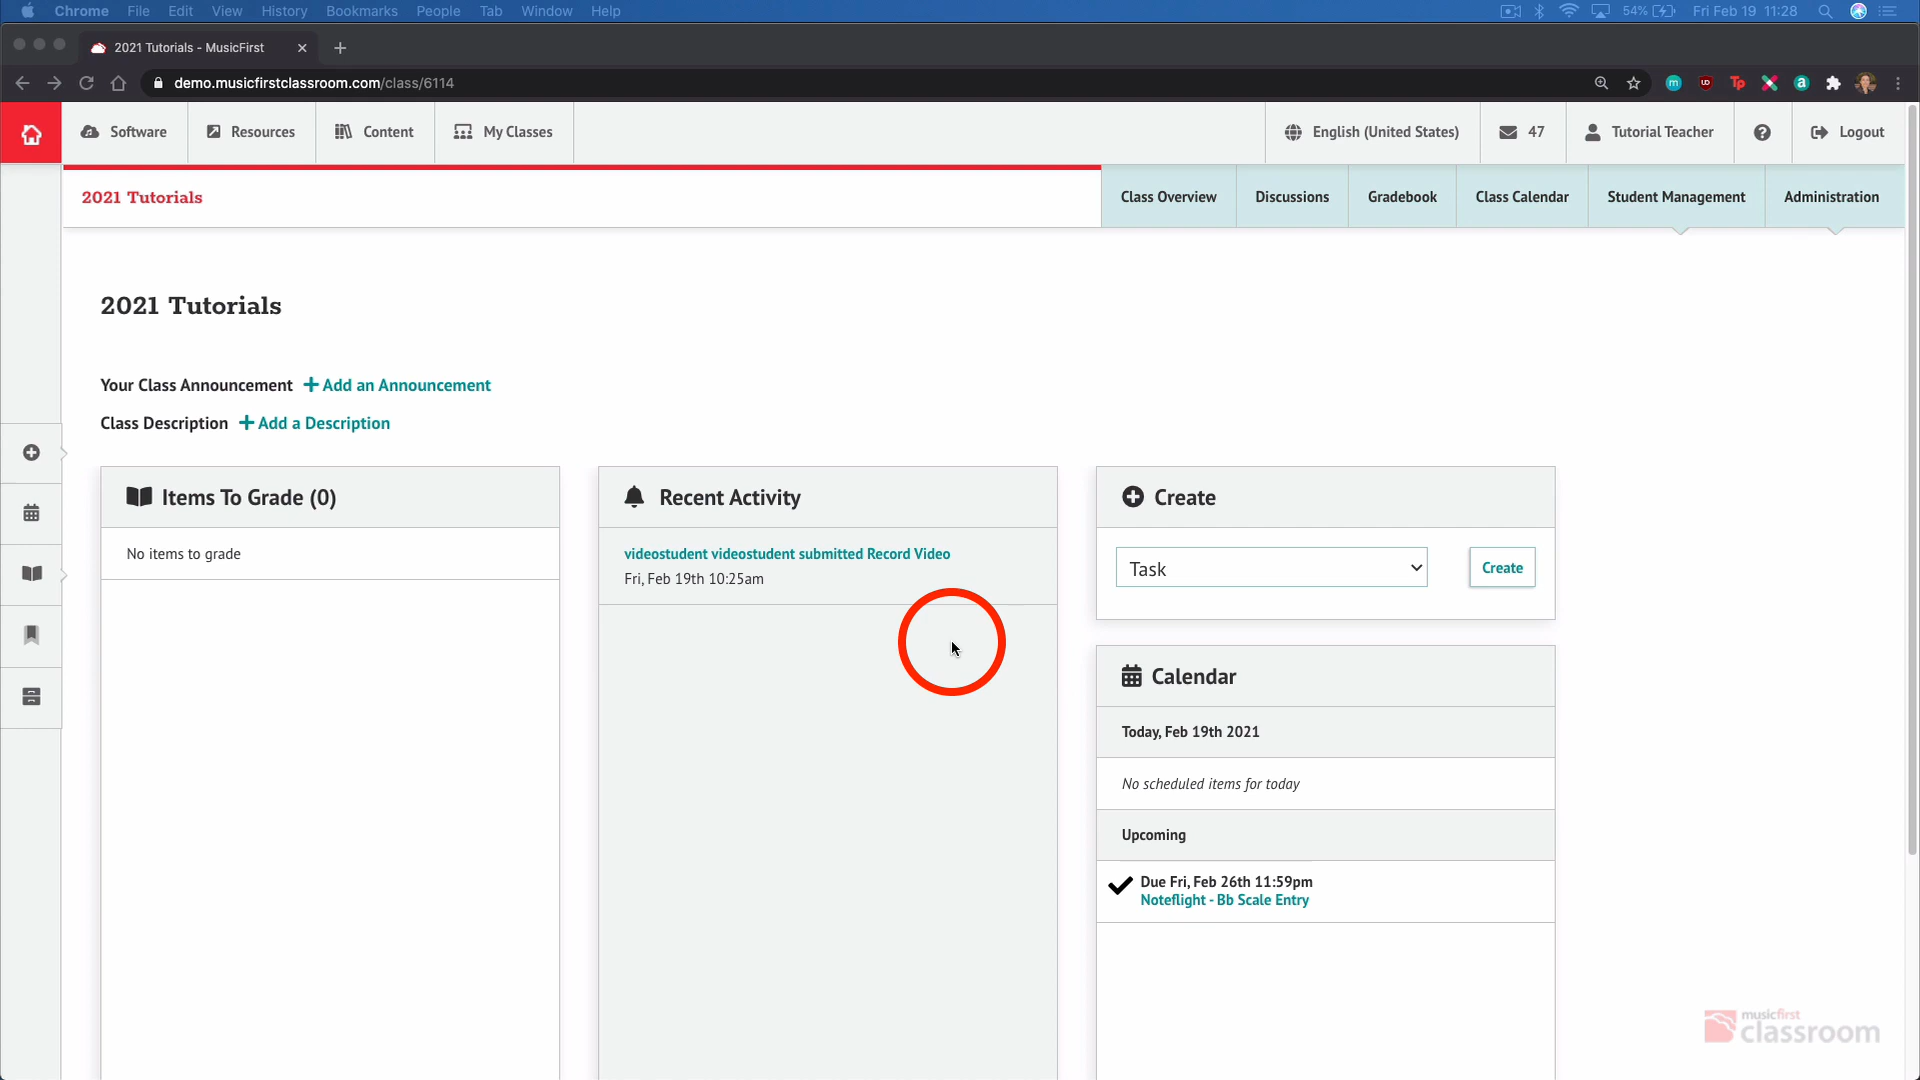 Chrome File Edit View History Bookmarks People Tab Window Help 54% Fri Feb 19 11:28
2021 Tutorials - MusicFirst
demo.musicfirstclassroom.com/class/6114
Software Resources Content My Classes English (United States) 47 Tutorial Teacher Logout
2021 Tutorials Class Overview Discussions Gradebook Class Calendar Student Management Administration
2021 Tutorials
Your Class Announcement + Add an Announcement
Class Description + Add a Description
Items To Grade (0)
No items to grade
Recent Activity
videostudent videostudent submitted Record Video
Fri, Feb 19th 10:25am
Create
Task Create
Calendar
Today, Feb 19th 2021
No scheduled items for today
Upcoming
Due Fri, Feb 26th 11:59pm
Noteflight - Bb Scale Entry
musicfirst
classroom